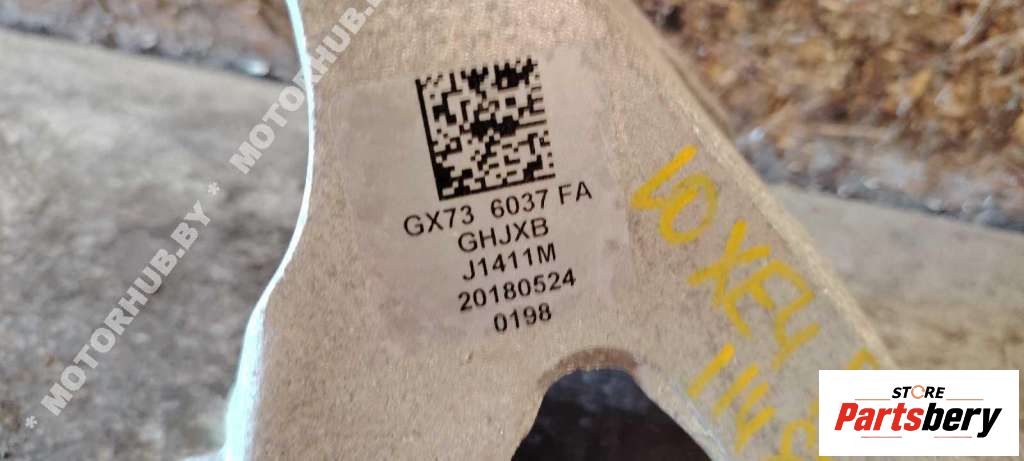 * MOTORHUB.BY * MOTORHUB.BY
GX73 6037 FA
GHJXB
J1411M
20180524
0198
STORE
Partsbery